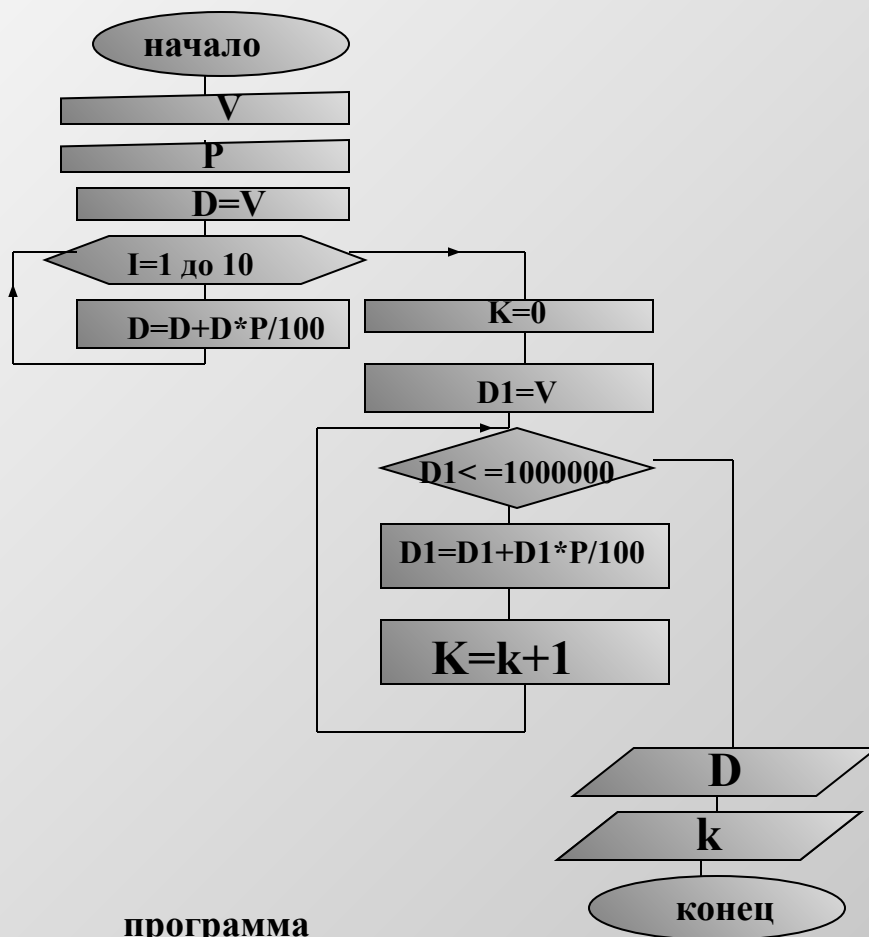 начало
V
P
D=V
I=1 до 10
D=D+D*P/100
K=0
D1=V
D1< =1000000
D1=D1+D1*P/100
K=k+1
D
k
конец
программа